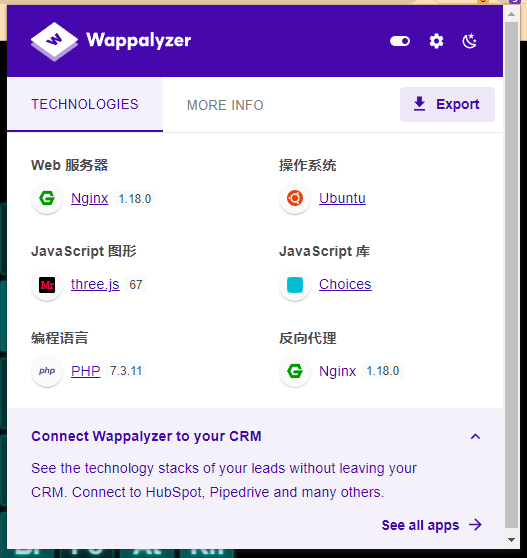 Wappalyzer
TECHNOLOGIES
MORE INFO
Export
Web 服务器
操作系统
Nginx 1.18.0
Ubuntu
JavaScript 图形
JavaScript 库
three.js 67
Choices
编程语言
反向代理
php PHP 7.3.11
Nginx 1.18.0
Connect Wappalyzer to your CRM
See the technology stacks of your leads without leaving your
CRM. Connect to HubSpot, Pipedrive and many others.
See all apps